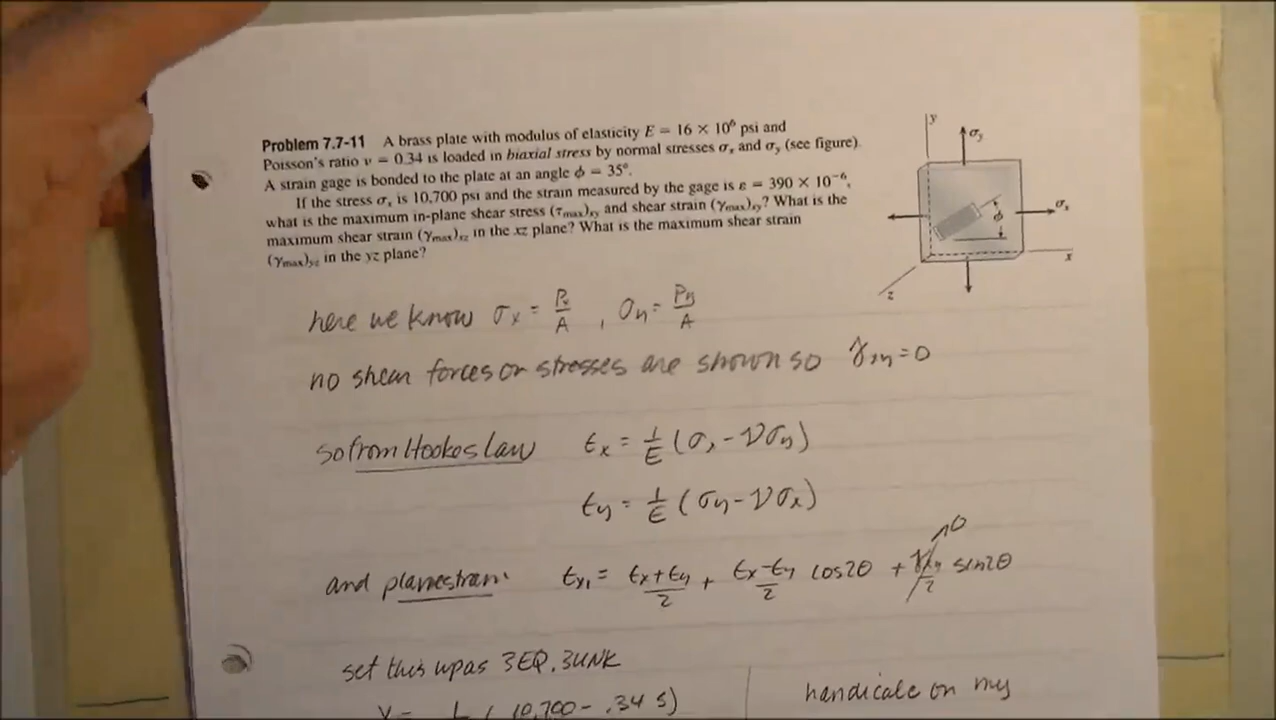 Problem 7.7-11 A brass plate with modulus of elasticity E = 16 × 10⁶ psi and
Poisson's ratio ν = 0.34 is loaded in biaxial stress by normal stresses σₓ and σy (see figure).
A strain gage is bonded to the plate at an angle ϕ = 35°.
If the stress σₓ is 10,700 psi and the strain measured by the gage is ε = 390 × 10⁻⁶,
what is the maximum in-plane shear stress (τmax)xy and shear strain (γmax)xy? What is the
maximum shear strain (γmax)xz in the xz plane? What is the maximum shear strain
(γmax)yz in the yz plane?
y
σy
σx
ϕ
x
z
here we know σx = Px/A , σy = Py/A
no shear forces or stresses are shown so γxy = 0
so from Hookes law εx = 1/E (σx - νσy)
εy = 1/E (σy - νσx)
and plane strain εx1 = (εx + εy)/2 + (εx - εy)/2 cos2θ + γxy/2 sin2θ
0
set this up as 3EQ. 3UNK
handicalc on my
(10,700 - .34 s)